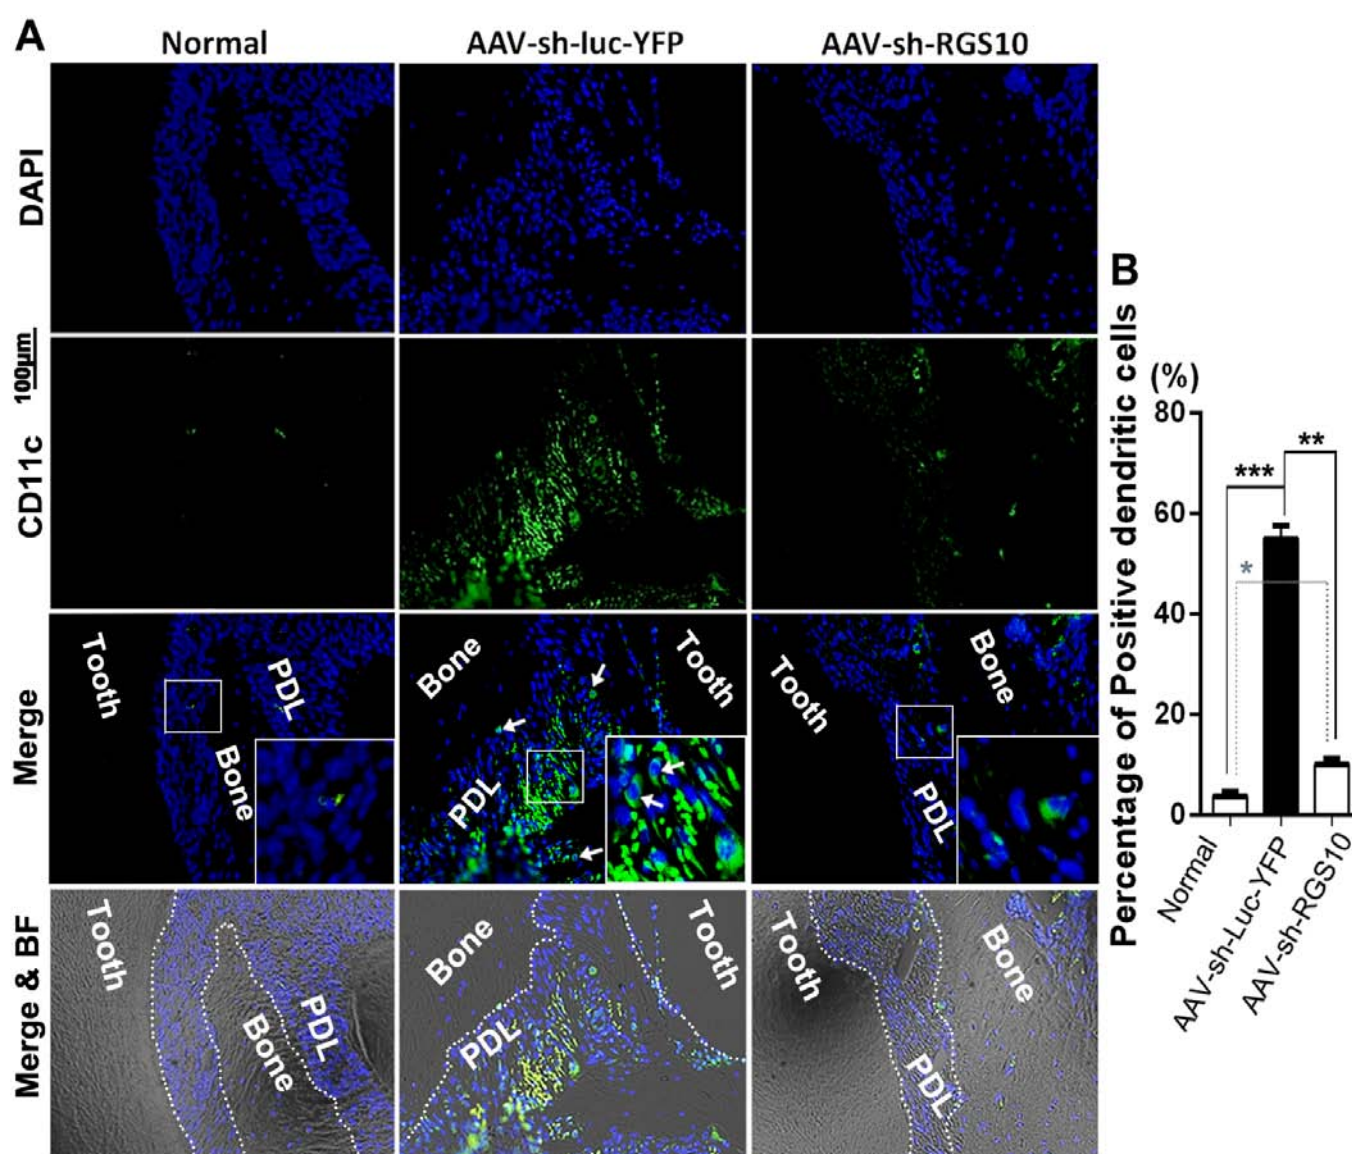 A
Normal
AAV-sh-luc-YFP
AAV-sh-RGS10
DAPI
CD11c
100μm
Merge
Tooth
PDL
Bone
Bone
Tooth
PDL
Tooth
Bone
PDL
Merge & BF
Tooth
Bone
PDL
Bone
Tooth
PDL
Tooth
Bone
PDL
B
Percentage of Positive dendritic cells
(%)
80
60
40
20
0
***
**
*
Normal
AAV-sh-Luc-YFP
AAV-sh-RGS10